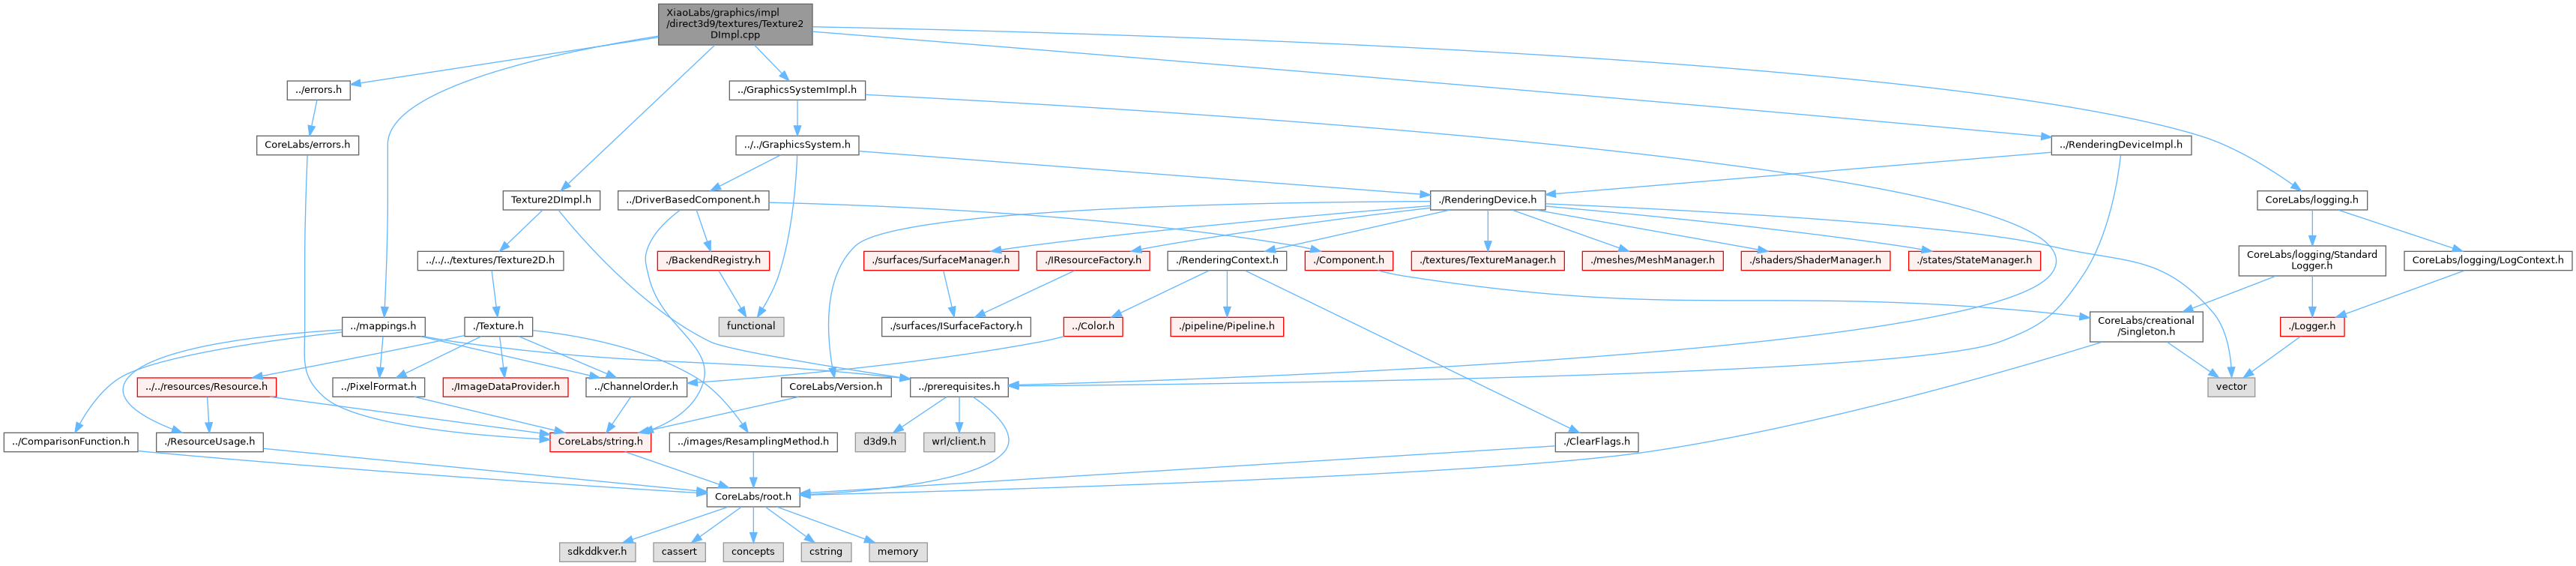 XiaoLabs/graphics/impl
/direct3d9/textures/Texture2
DImpl.cpp
../errors.h
../GraphicsSystemImpl.h
CoreLabs/errors.h
../../GraphicsSystem.h
../RenderingDeviceImpl.h
Texture2DImpl.h
../DriverBasedComponent.h
./RenderingDevice.h
CoreLabs/logging.h
../../../textures/Texture2D.h
./BackendRegistry.h
./surfaces/SurfaceManager.h
./IResourceFactory.h
./RenderingContext.h
./Component.h
./textures/TextureManager.h
./meshes/MeshManager.h
./shaders/ShaderManager.h
./states/StateManager.h
CoreLabs/logging/Standard
Logger.h
CoreLabs/logging/LogContext.h
../mappings.h
./Texture.h
functional
./surfaces/ISurfaceFactory.h
../Color.h
./pipeline/Pipeline.h
CoreLabs/creational
/Singleton.h
./Logger.h
../../resources/Resource.h
../PixelFormat.h
./ImageDataProvider.h
../ChannelOrder.h
CoreLabs/Version.h
../prerequisites.h
vector
../ComparisonFunction.h
./ResourceUsage.h
CoreLabs/string.h
../images/ResamplingMethod.h
d3d9.h
wrl/client.h
./ClearFlags.h
CoreLabs/root.h
sdkddkver.h
cassert
concepts
cstring
memory